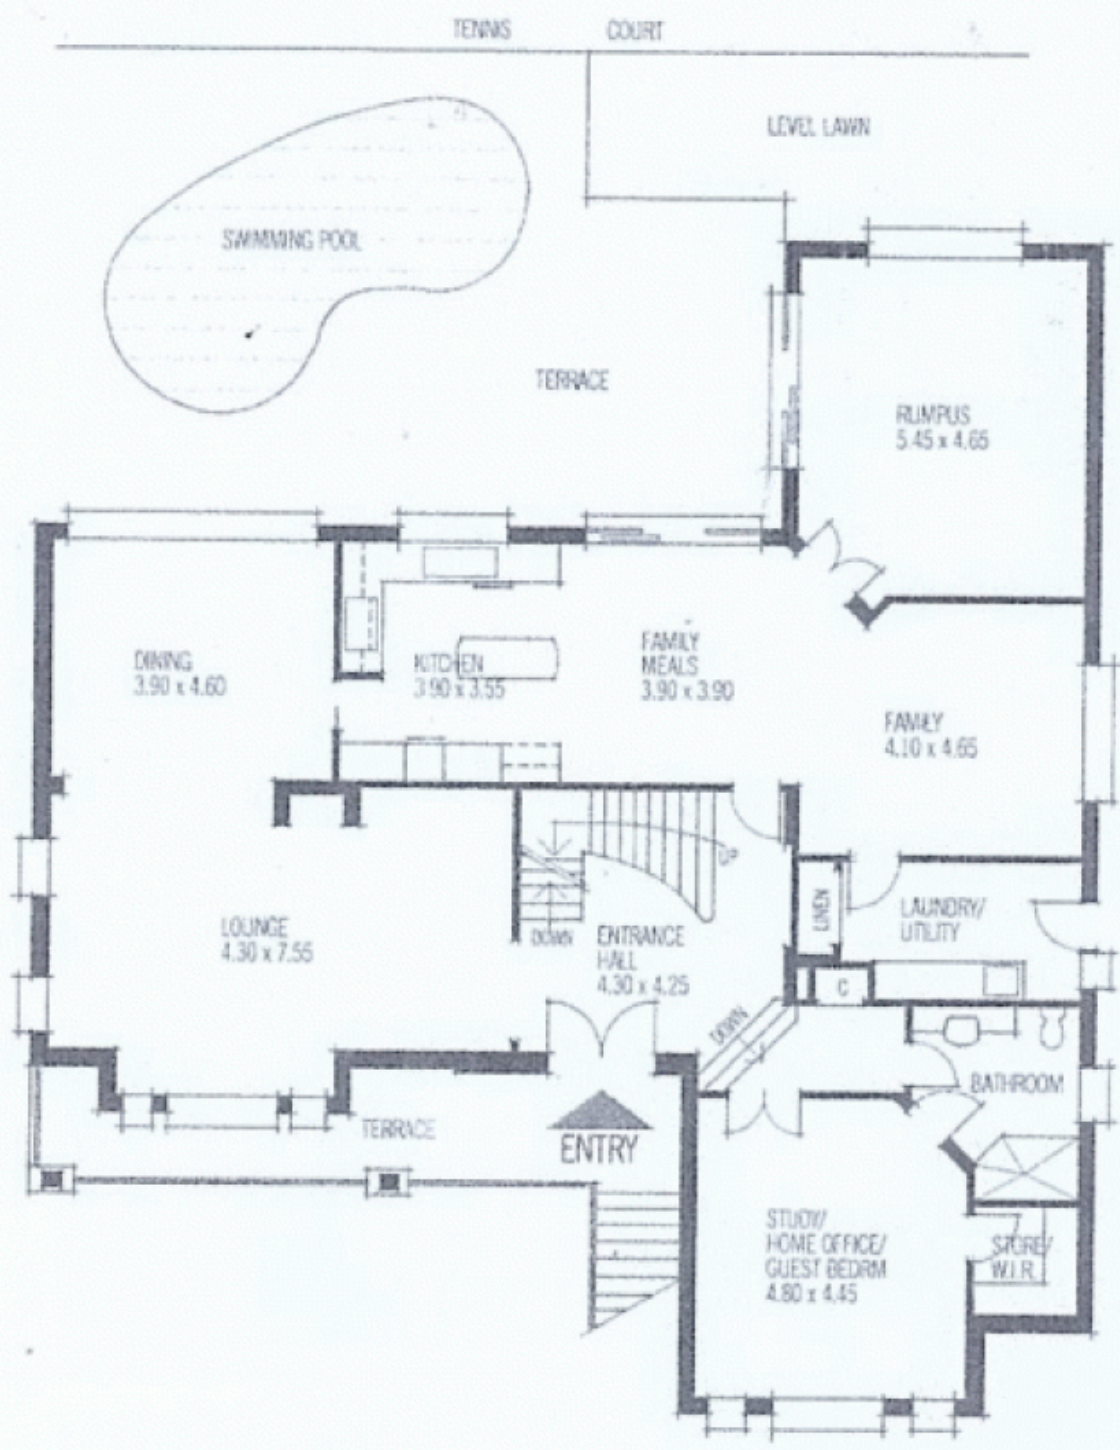 TENNIS COURT
LEVEL LAWN
SWIMMING POOL
TERRACE
RUMPUS
5.45 x 4.65
DINING
3.90 x 4.60
KITCHEN
3.90 x 3.55
FAMILY
MEALS
3.90 x 3.90
FAMILY
4.10 x 4.65
UP
LINEN
LAUNDRY/
UTILITY
LOUNGE
4.30 x 7.55
DOWN
ENTRANCE
HALL
4.30 x 4.25
C
DOWN
BATHROOM
TERRACE
ENTRY
STUDY/
HOME OFFICE/
GUEST BEDRM
4.80 x 4.45
STORE/
W.I.R.